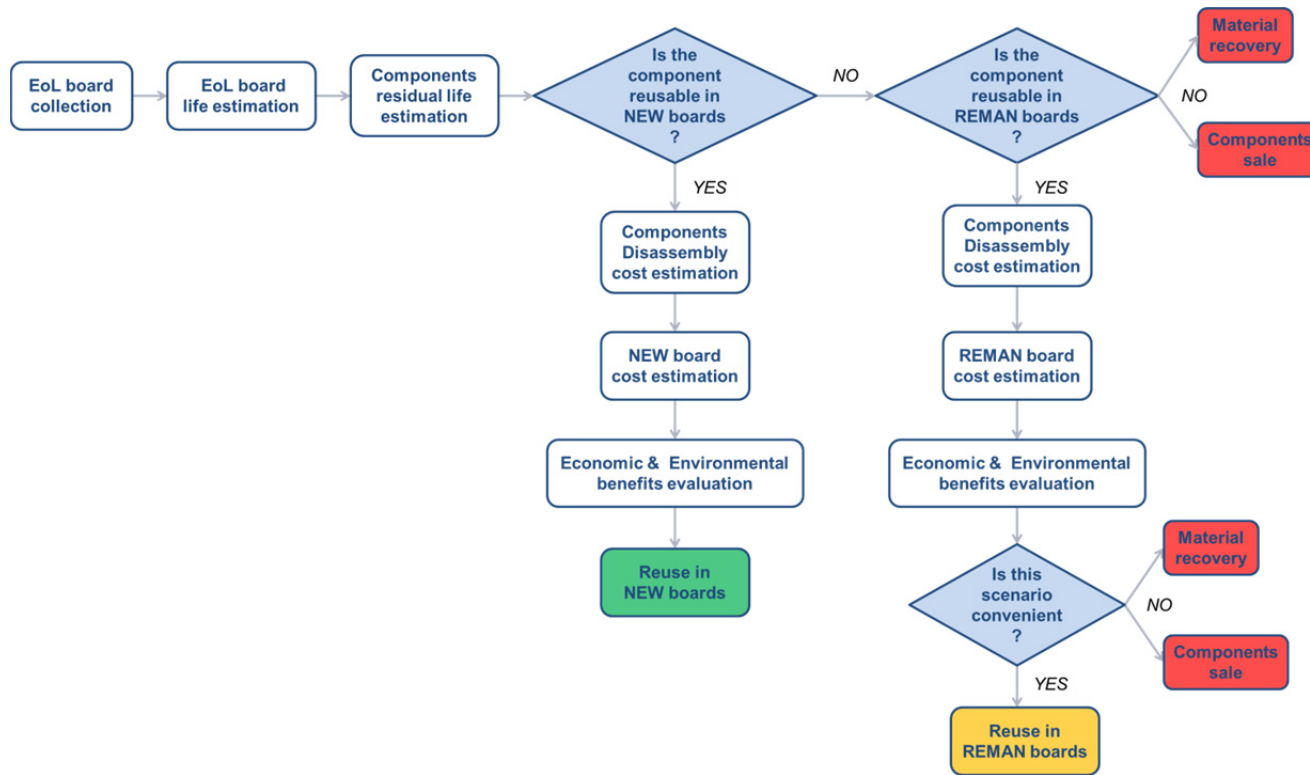 EoL board
collection
EoL board
life estimation
Components
residual life
estimation
Is the
component
reusable in
NEW boards
?
NO
Is the
component
reusable in
REMAN boards
?
NO
Material
recovery
Components
sale
YES
Components
Disassembly
cost estimation
NEW board
cost estimation
Economic & Environmental
benefits evaluation
Reuse in
NEW boards
YES
Components
Disassembly
cost estimation
REMAN board
cost estimation
Economic & Environmental
benefits evaluation
Is this
scenario
convenient
?
NO
Material
recovery
Components
sale
YES
Reuse in
REMAN boards